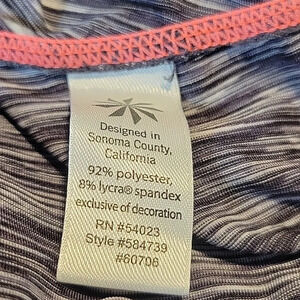 Designed in
Sonoma County,
California
92% polyester,
8% lycra® spandex
exclusive of decoration
RN #54023
Style #584739
#60706